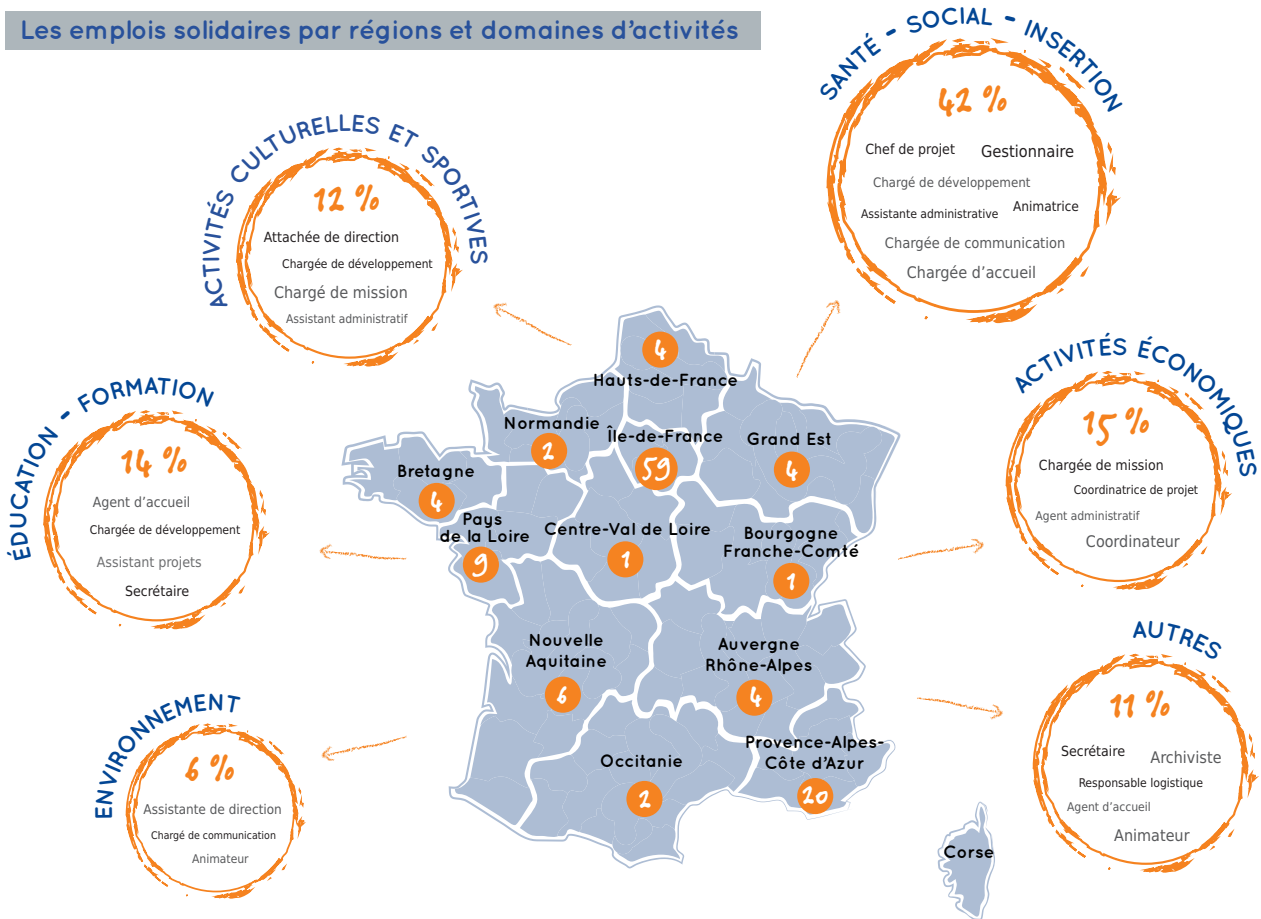 Les emplois solidaires par régions et domaines d'activités
SANTÉ - SOCIAL - INSERTION
42 %
Chef de projet
Gestionnaire
Chargé de développement
Assistante administrative
Animatrice
Chargée de communication
Chargée d'accueil
ACTIVITÉS CULTURELLES ET SPORTIVES
12 %
Attachée de direction
Chargée de développement
Chargé de mission
Assistant administratif
ACTIVITÉS ÉCONOMIQUES
15 %
Chargée de mission
Coordinatrice de projet
Agent administratif
Coordinateur
ÉDUCATION - FORMATION
14 %
Agent d'accueil
Chargée de développement
Assistant projets
Secrétaire
AUTRES
11 %
Secrétaire
Archiviste
Responsable logistique
Agent d'accueil
Animateur
ENVIRONNEMENT
6 %
Assistante de direction
Chargé de communication
Animateur
4
Hauts-de-France
Normandie
2
Île-de-France
59
Grand Est
4
Bretagne
4
Pays
de la Loire
9
Centre-Val de Loire
1
Bourgogne
Franche-Comté
1
Nouvelle
Aquitaine
6
Auvergne
Rhône-Alpes
4
Occitanie
2
Provence-Alpes-
Côte d'Azur
20
Corse